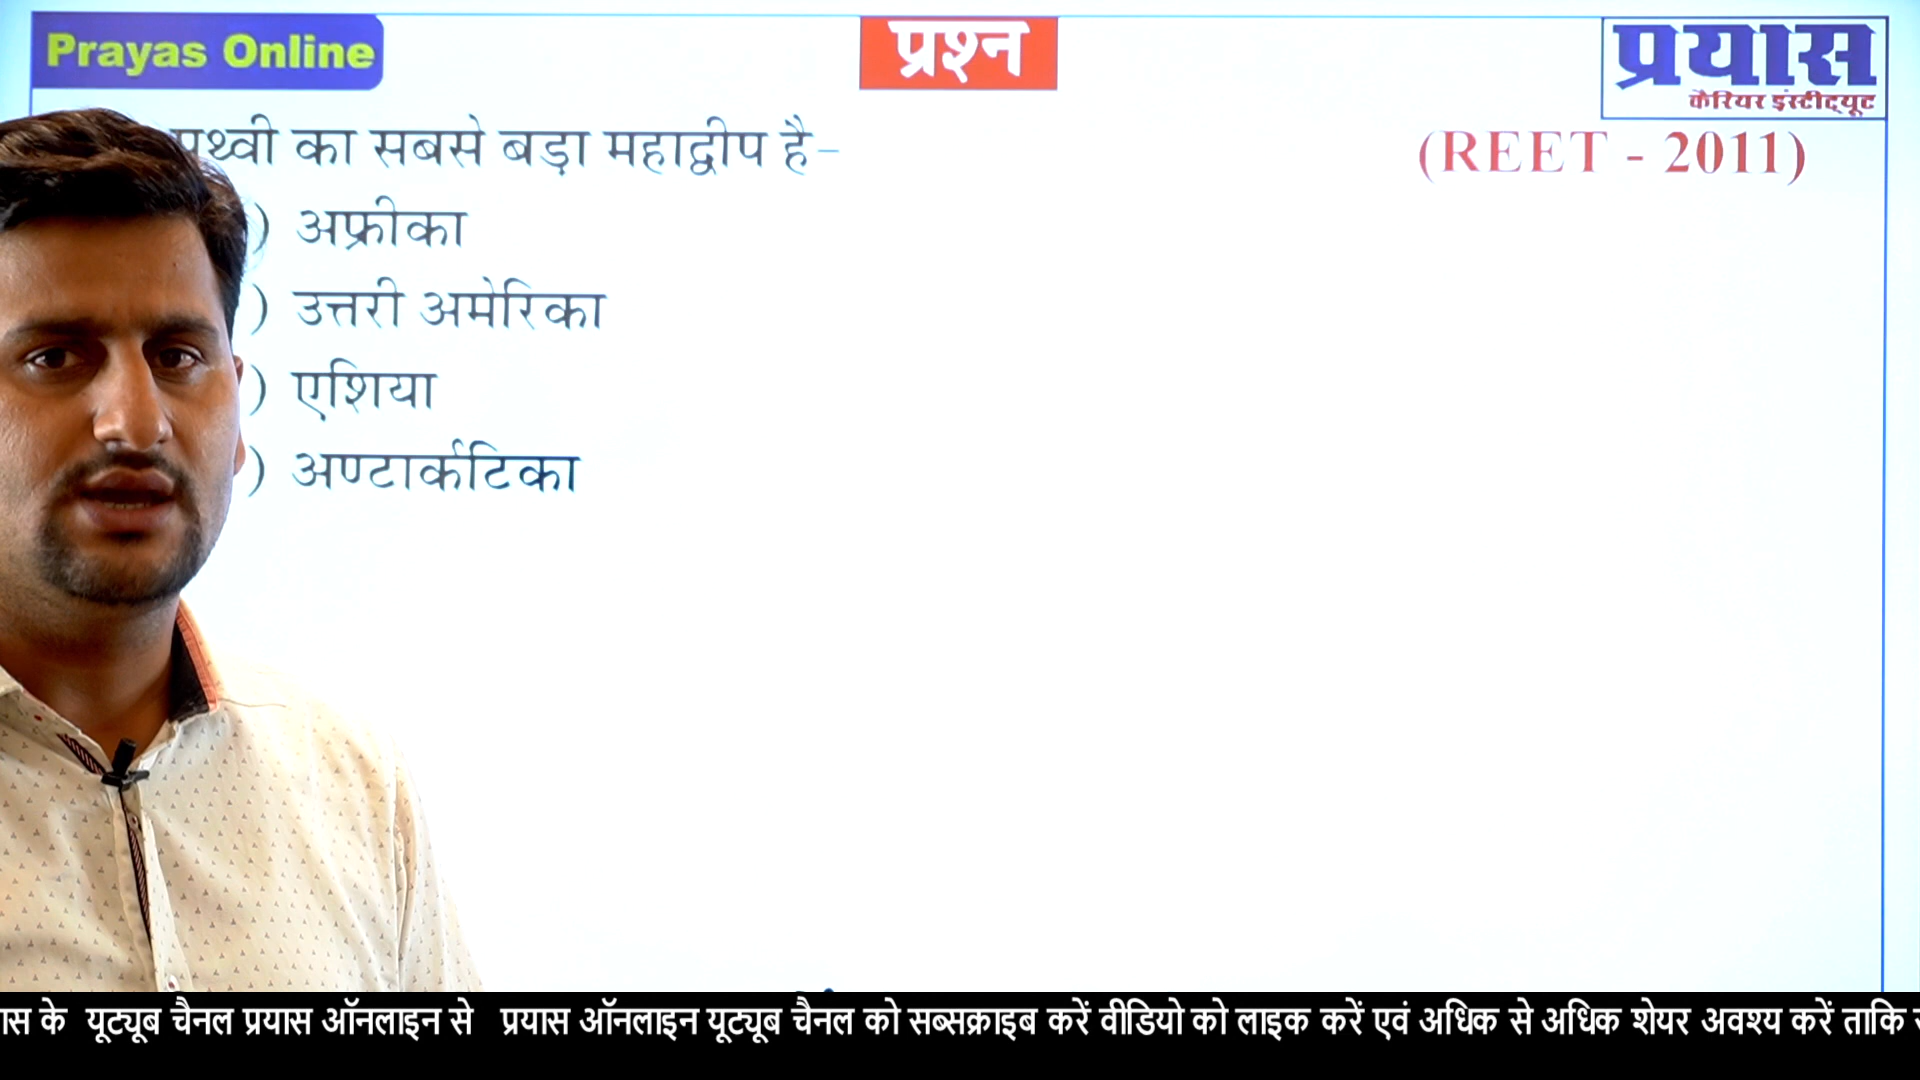 Prayas Online
प्रश्न
प्रयास
कैरियर इंस्टीट्यूट
पृथ्वी का सबसे बड़ा महाद्वीप है-
(REET - 2011)
) अफ्रीका
) उत्तरी अमेरिका
) एशिया
) अण्टार्कटिका
के यूट्यूब चैनल प्रयास ऑनलाइन से प्रयास ऑनलाइन यूट्यूब चैनल को सब्सक्राइब करें वीडियो को लाइक करें एवं अधिक से अधिक शेयर अवश्य करें ताकि